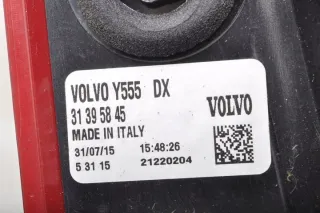 VOLVO Y555 DX
31 39 58 45
VOLVO
MADE IN ITALY
31/07/15 15:48:26
5 31 15 21220204